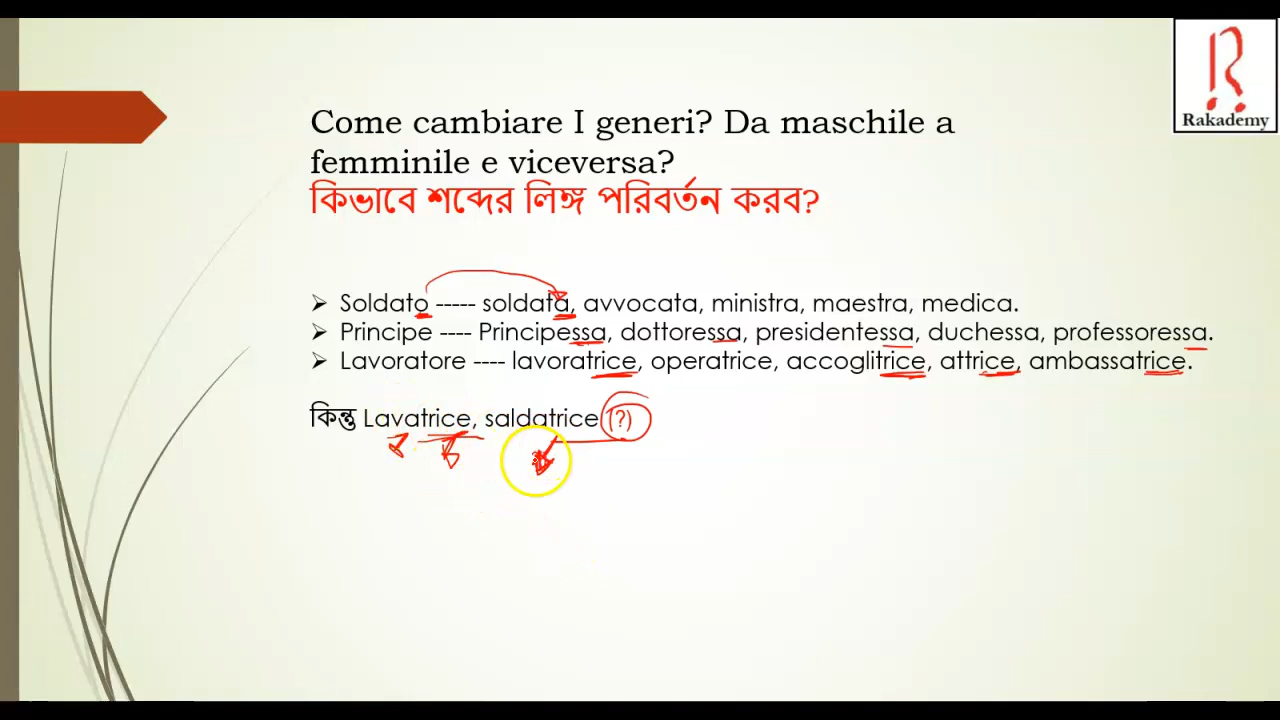 Rakademy
Come cambiare I generi? Da maschile a
femminile e viceversa?
কিভাবে শব্দের লিঙ্গ পরিবর্তন করব?
Soldato ----- soldata, avvocata, ministra, maestra, medica.
Principe ---- Principessa, dottoressa, presidentessa, duchessa, professoressa.
Lavoratore ---- lavoratrice, operatrice, accoglitrice, attrice, ambassatrice.
কিন্তু Lavatrice, saldatrice (?)